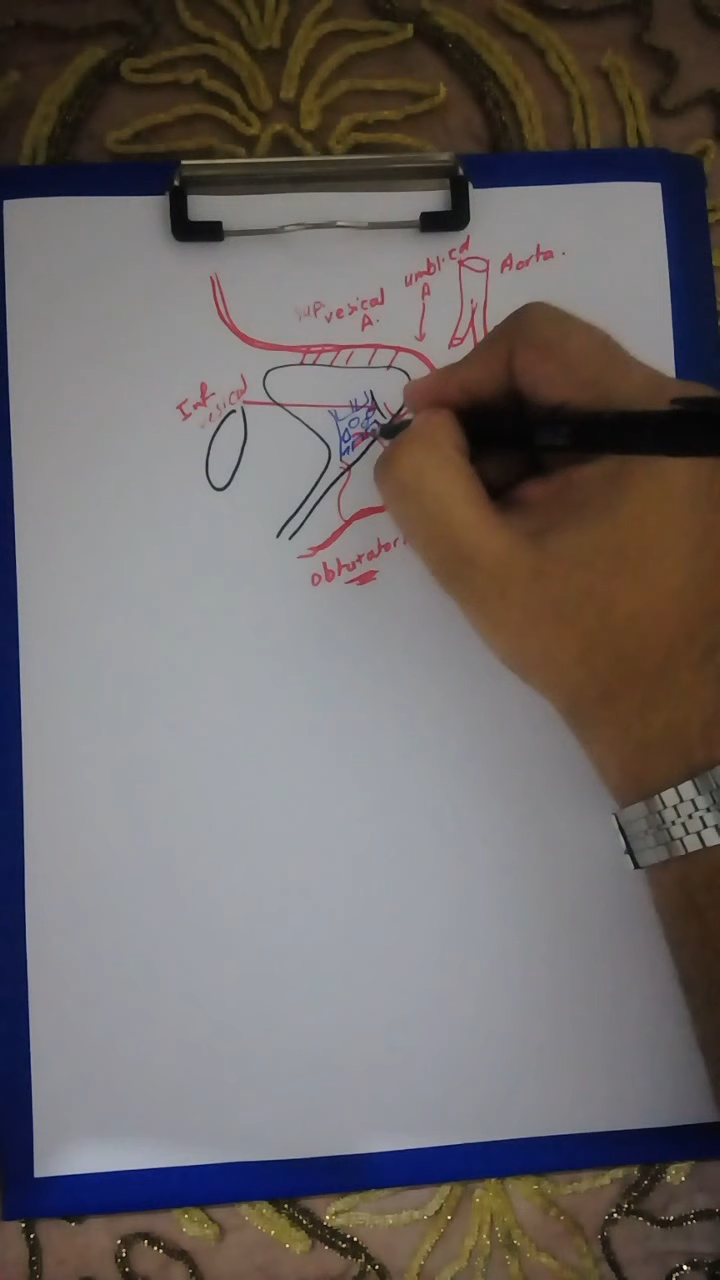 umblical
A
Aorta.
sup.
vesical
A.
Inf
vesical
obturator